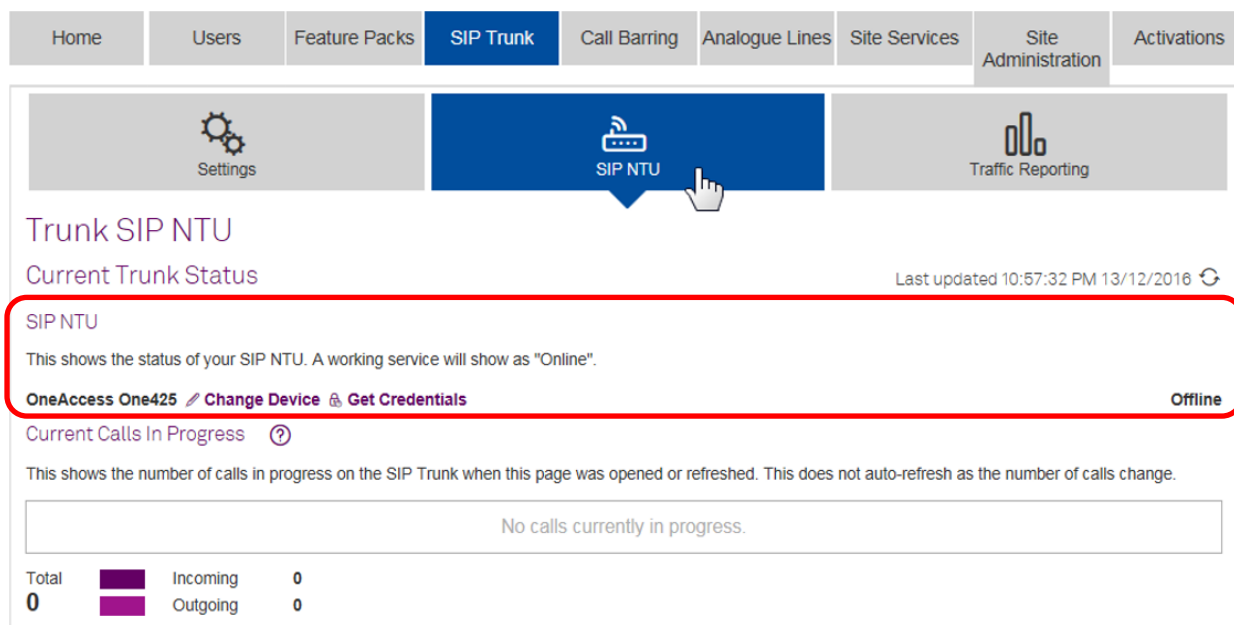 Home Users Feature Packs SIP Trunk Call Barring Analogue Lines Site Services Site Administration Activations
Settings SIP NTU Traffic Reporting
Trunk SIP NTU
Current Trunk Status Last updated 10:57:32 PM 13/12/2016
SIP NTU
This shows the status of your SIP NTU. A working service will show as "Online".
OneAccess One425 Change Device Get Credentials Offline
Current Calls In Progress ?
This shows the number of calls in progress on the SIP Trunk when this page was opened or refreshed. This does not auto-refresh as the number of calls change.
No calls currently in progress.
Total Incoming 0
0 Outgoing 0